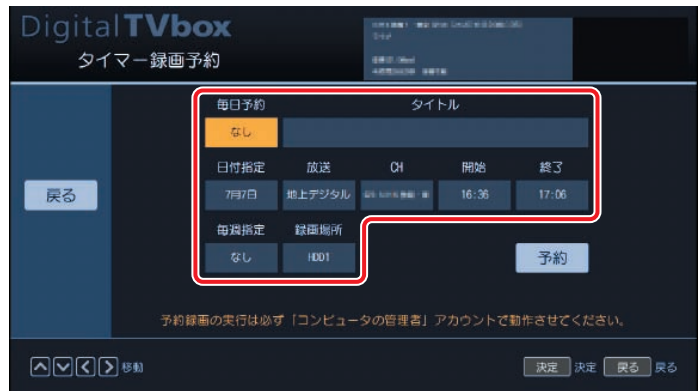 DigitalTVbox
タイマー録画予約
毎日予約 タイトル
なし
日付指定 放送 CH 開始 終了
戻る 7月7日 地上デジタル 16:36 17:06
毎週指定 録画場所
なし HDD1 予約
予約録画の実行は必ず「コンピュータの管理者」アカウントで動作させてください。
移動 決定 決定 戻る 戻る